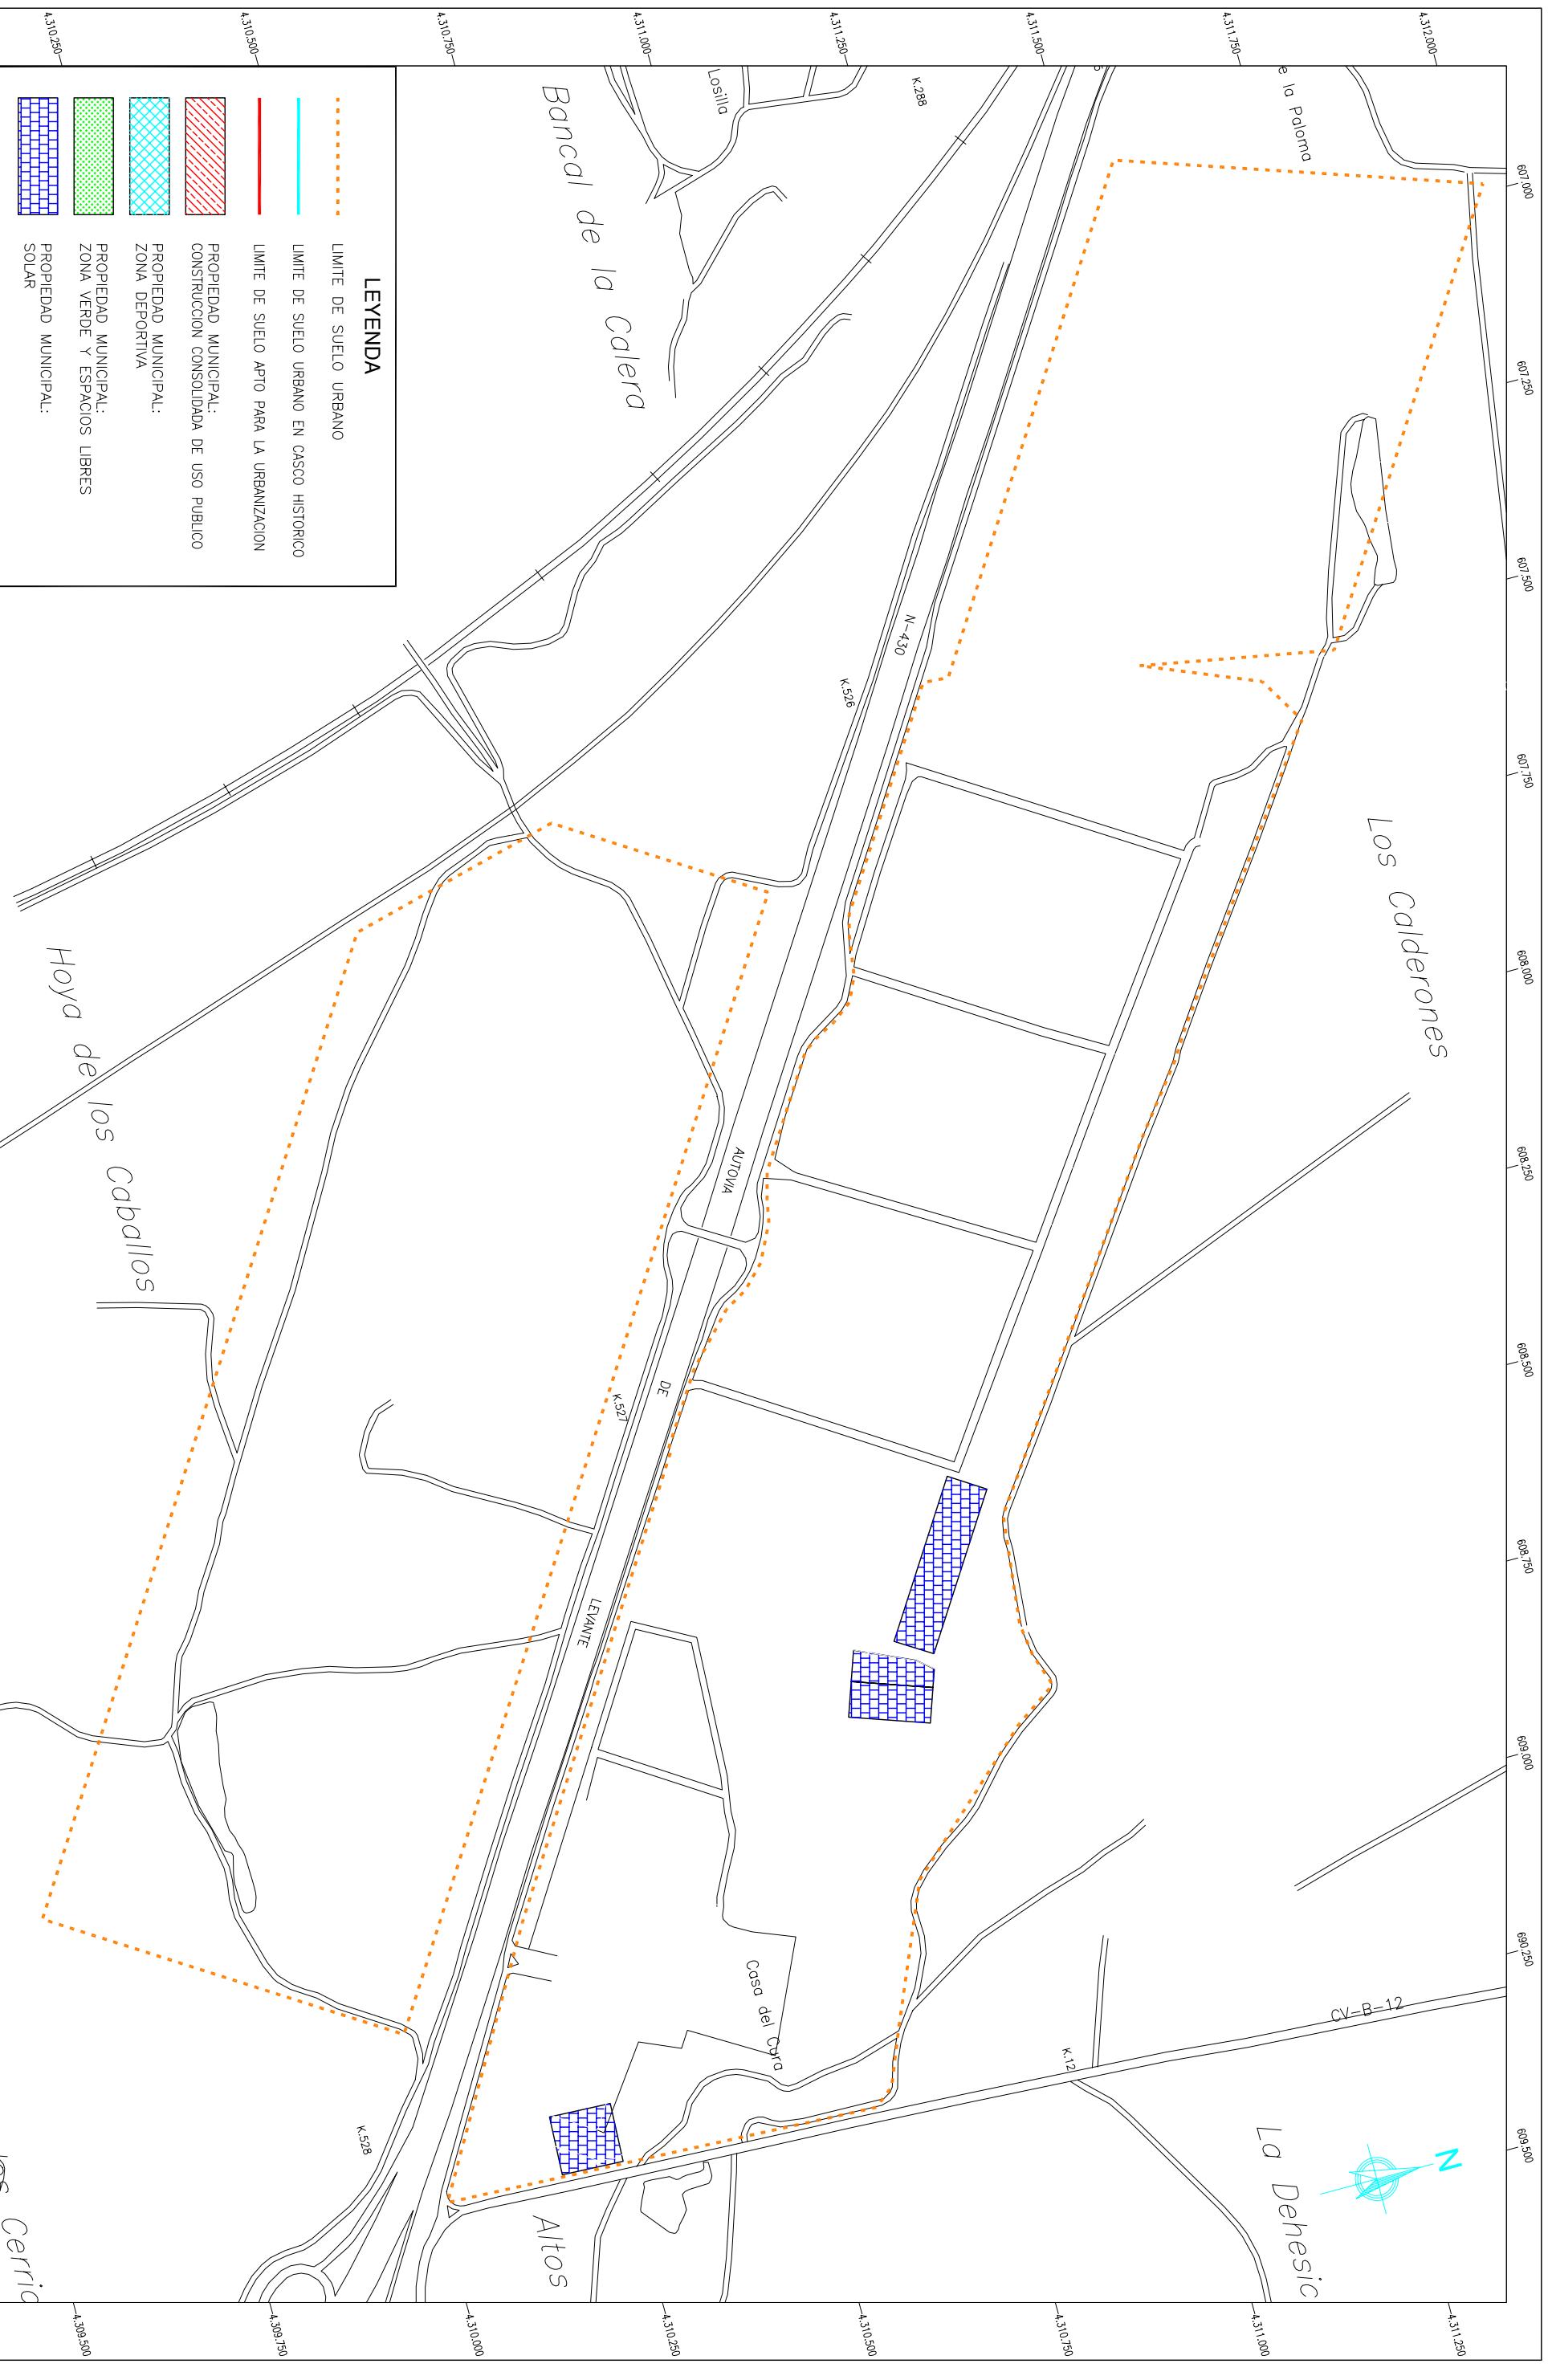 4.310.250
4.310.500
4.310.750
4.311.000
4.311.250
4.311.500
4.311.750
4.312.000
607.000
607.250
607.500
607.750
608.000
608.250
608.500
608.750
609.000
690.250
609.500
4.309.500
4.309.750
4.310.000
4.310.250
4.310.500
4.310.750
4.311.000
4.311.250
Losilla
K.288
e la Paloma
Bancal de la Calera
N-430
K.526
Los Calderones
Hoya de los Caballos
AUTOVIA
DE
LEVANTE
K.527
Casa del Cura
CV-B-12
K.12
K.528
Altos
La Dehesic
os Cerric
N
LEYENDA
LIMITE DE SUELO URBANO
LIMITE DE SUELO URBANO EN CASCO HISTORICO
LIMITE DE SUELO APTO PARA LA URBANIZACION
PROPIEDAD MUNICIPAL:
CONSTRUCCION CONSOLIDADA DE USO PUBLICO
PROPIEDAD MUNICIPAL:
ZONA DEPORTIVA
PROPIEDAD MUNICIPAL:
ZONA VERDE Y ESPACIOS LIBRES
PROPIEDAD MUNICIPAL:
SOLAR